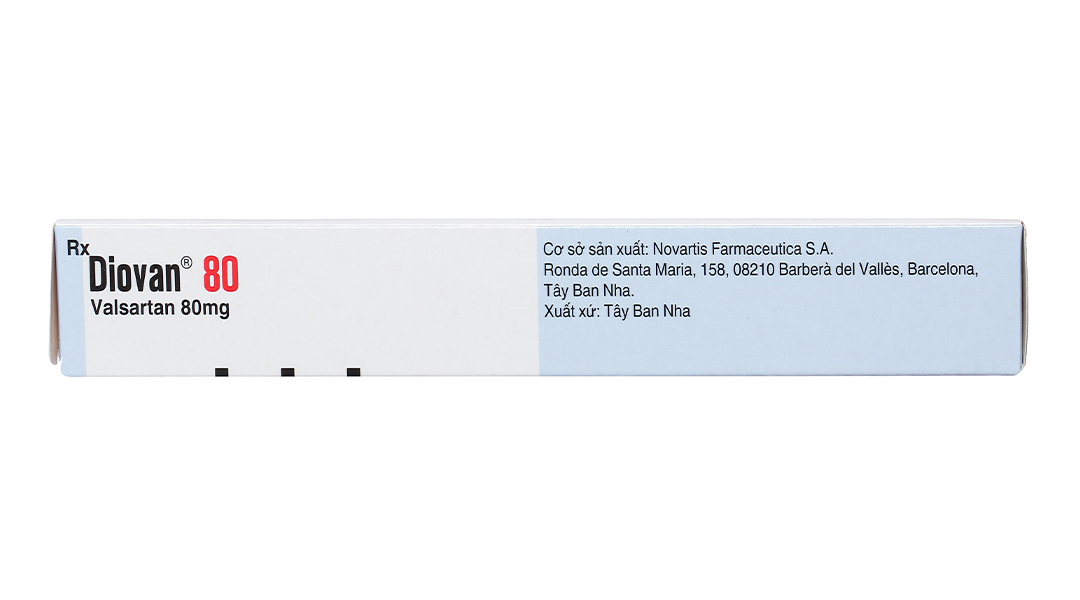 Rx
Diovan® 80
Valsartan 80mg
Cơ sở sản xuất: Novartis Farmaceutica S.A.
Ronda de Santa Maria, 158, 08210 Barberà del Vallès, Barcelona,
Tây Ban Nha.
Xuất xứ: Tây Ban Nha